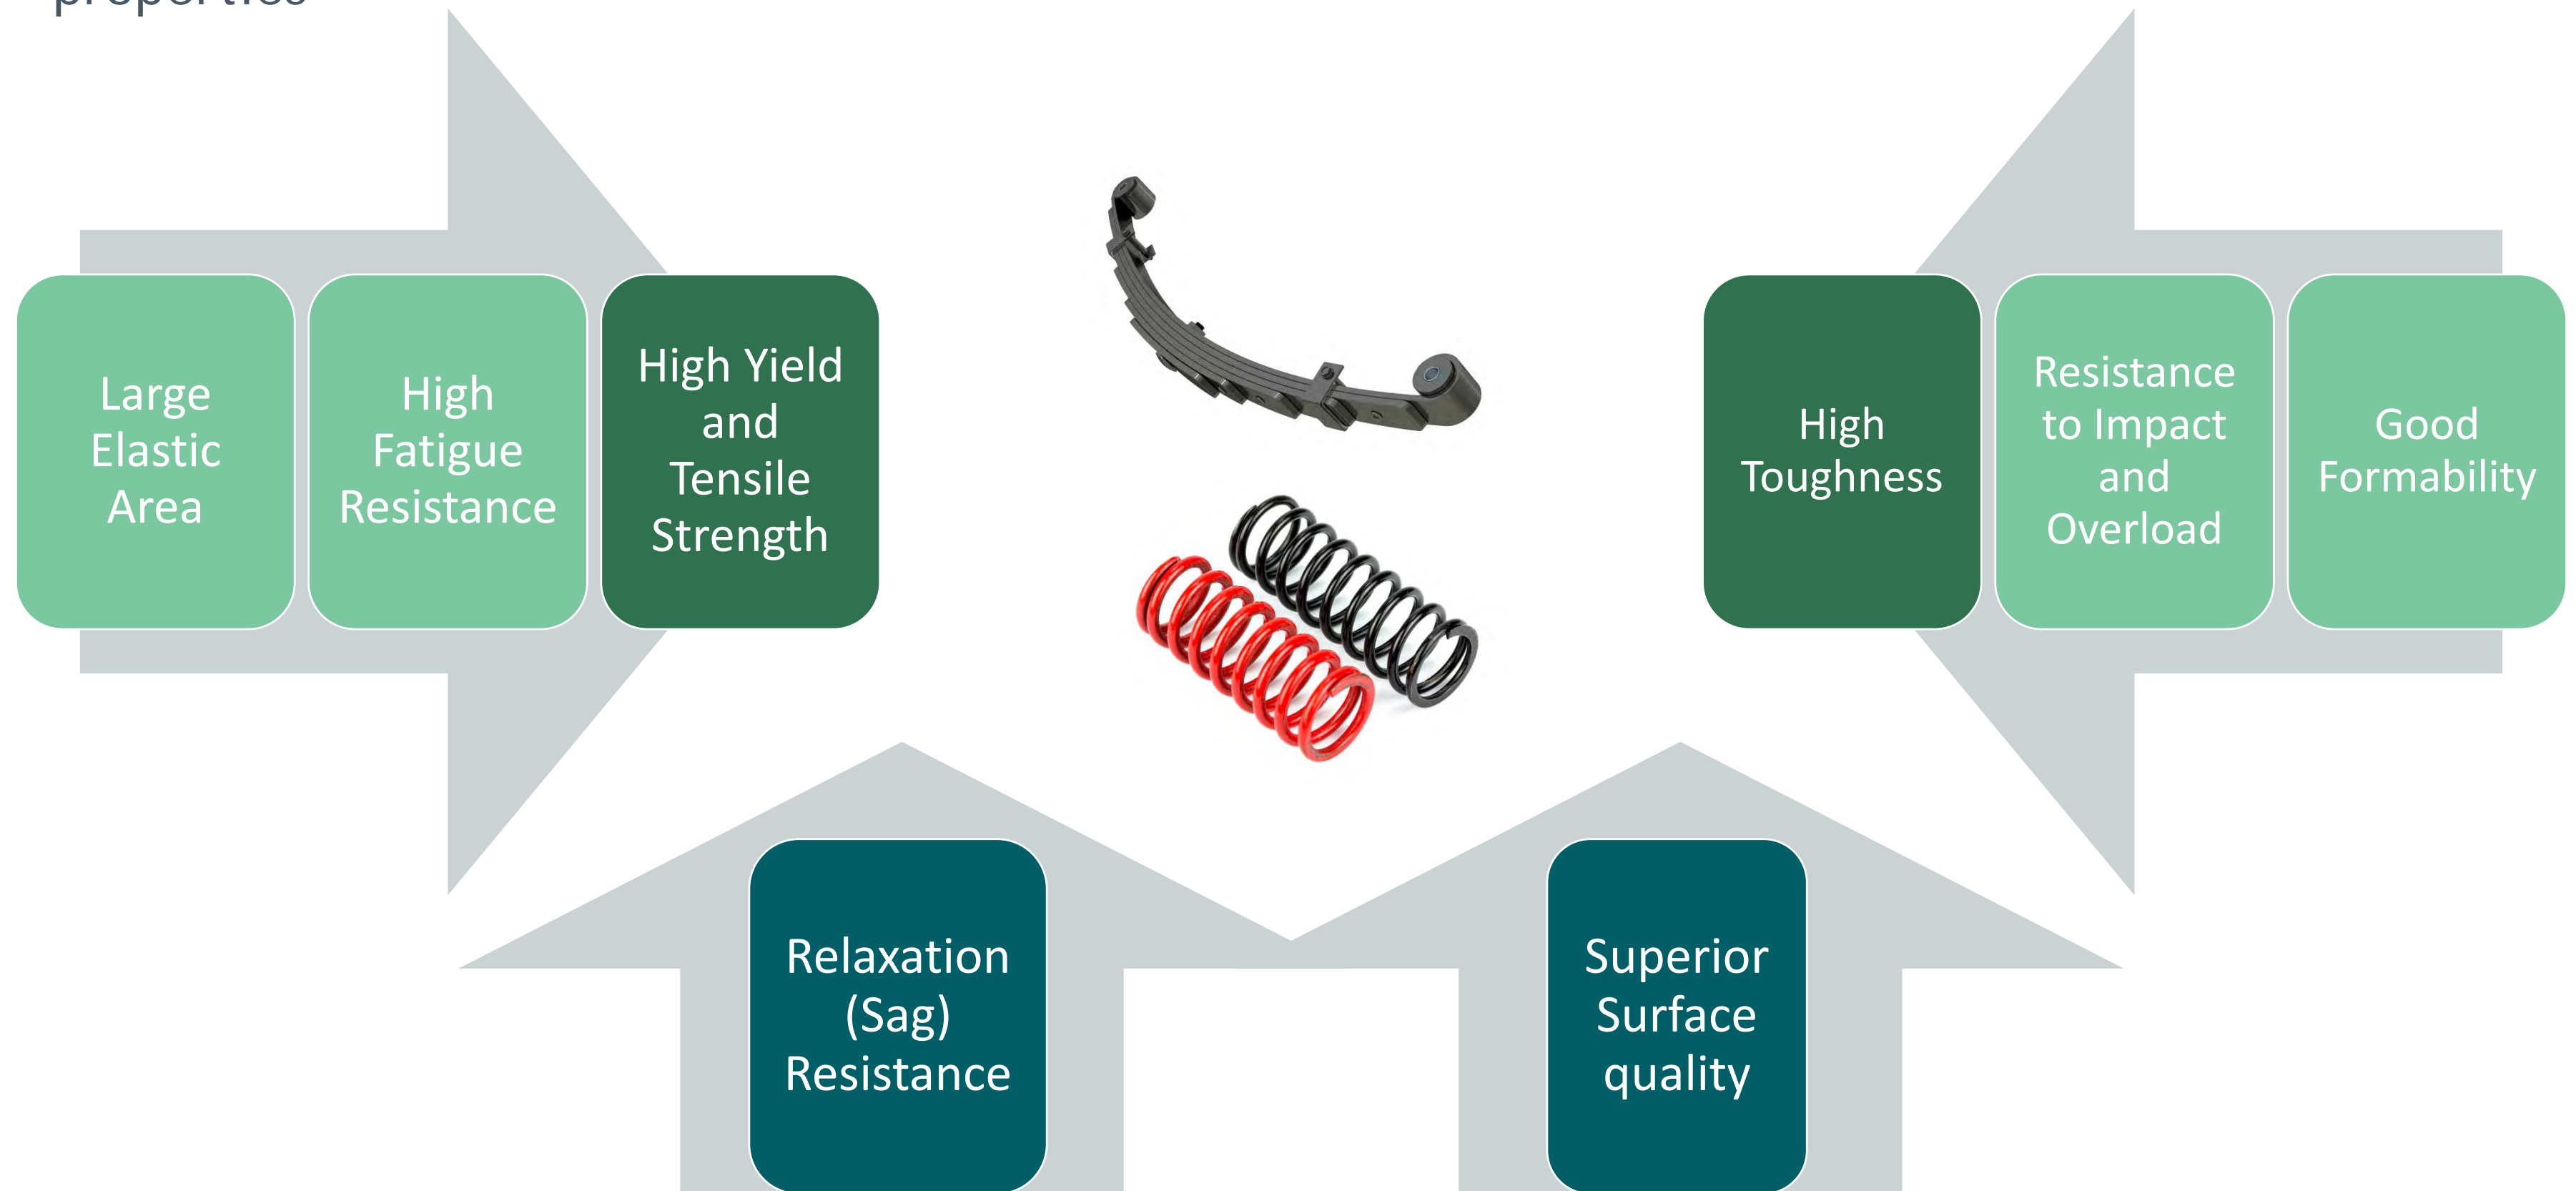 properties
Large
Elastic
Area
High
Fatigue
Resistance
High Yield
and
Tensile
Strength
High
Toughness
Resistance
to Impact
and
Overload
Good
Formability
Relaxation
(Sag)
Resistance
Superior
Surface
quality